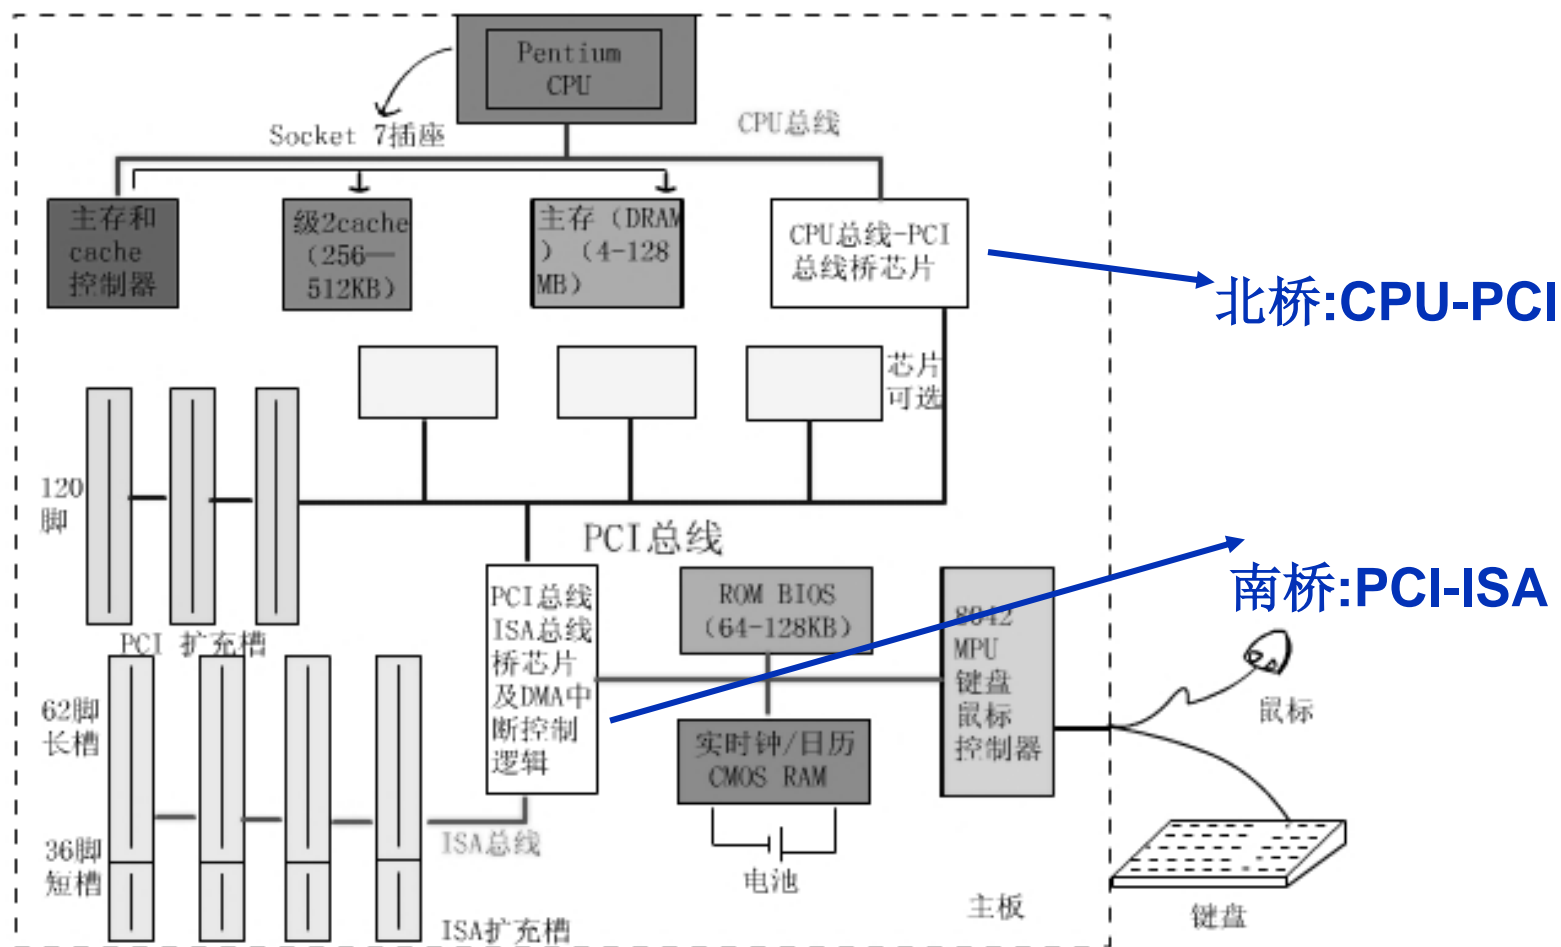 Pentium
CPU
Socket 7插座
CPU总线
主存和
cache
控制器
级2cache
(256—
512KB)
主存（DRAM
）（4-128
MB)
CPU总线-PCI
总线桥芯片
北桥:CPU-PCI
芯片
可选
120
脚
PCI总线
南桥:PCI-ISA
PCI 扩充槽
PCI总线
ISA总线
桥芯片
及DMA中
断控制
逻辑
ROM BIOS
(64-128KB)
8042
MPU
键盘
鼠标
控制器
鼠标
62脚
长槽
实时钟/日历
CMOS RAM
36脚
短槽
ISA总线
电池
主板
键盘
ISA扩充槽